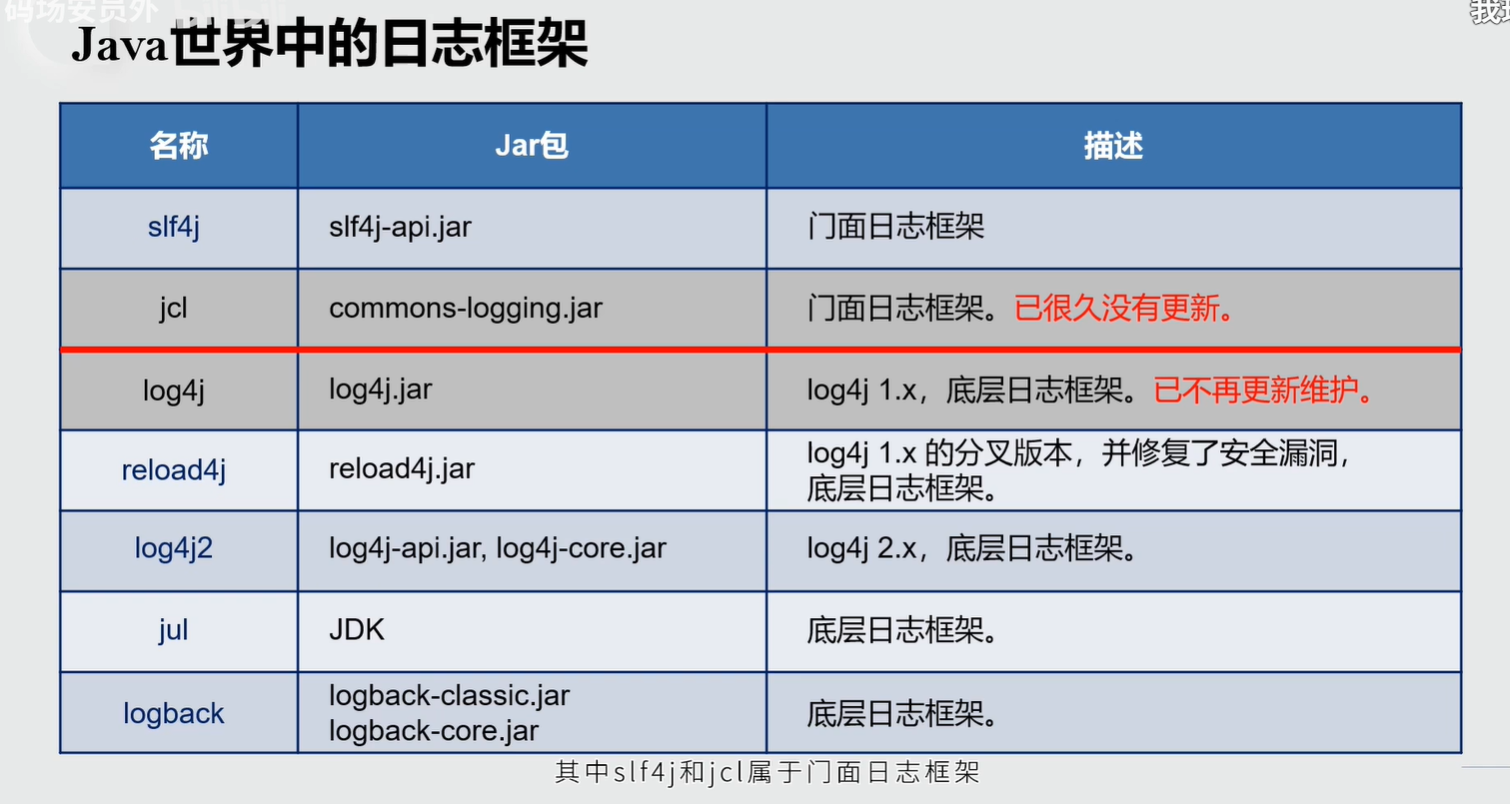 码场安员外 bilibili
我
Java世界中的日志框架
名称 Jar包 描述
slf4j slf4j-api.jar 门面日志框架
jcl commons-logging.jar 门面日志框架。已很久没有更新。
log4j log4j.jar log4j 1.x，底层日志框架。已不再更新维护。
reload4j reload4j.jar log4j 1.x 的分叉版本，并修复了安全漏洞，
底层日志框架。
log4j2 log4j-api.jar, log4j-core.jar log4j 2.x，底层日志框架。
jul JDK 底层日志框架。
logback logback-classic.jar
logback-core.jar 底层日志框架。
其中slf4j和jcl属于门面日志框架